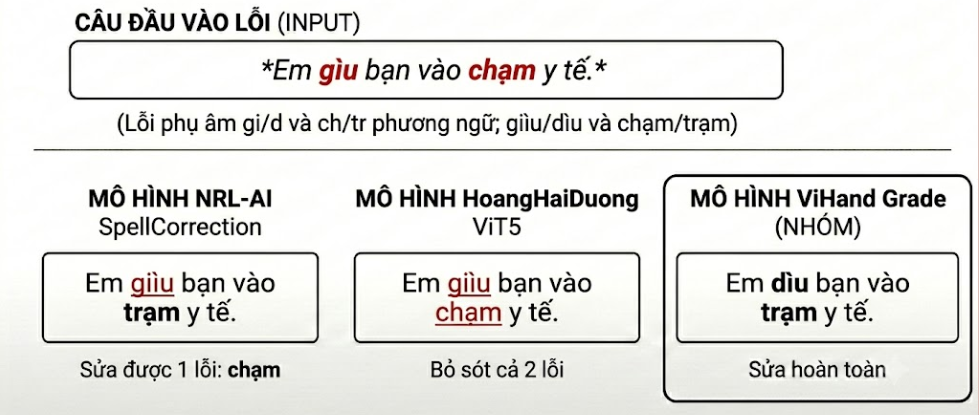 CÂU ĐẦU VÀO LỖI (INPUT)
*Em gìu bạn vào chạm y tế.*
(Lỗi phụ âm gi/d và ch/tr phương ngữ; giìu/dìu và chạm/trạm)
MÔ HÌNH NRL-AI
SpellCorrection
Em giìu bạn vào
trạm y tế.
Sửa được 1 lỗi: chạm
MÔ HÌNH HoangHaiDuong
ViT5
Em giìu bạn vào
chạm y tế.
Bỏ sót cả 2 lỗi
MÔ HÌNH ViHand Grade
(NHÓM)
Em dìu bạn vào
trạm y tế.
Sửa hoàn toàn